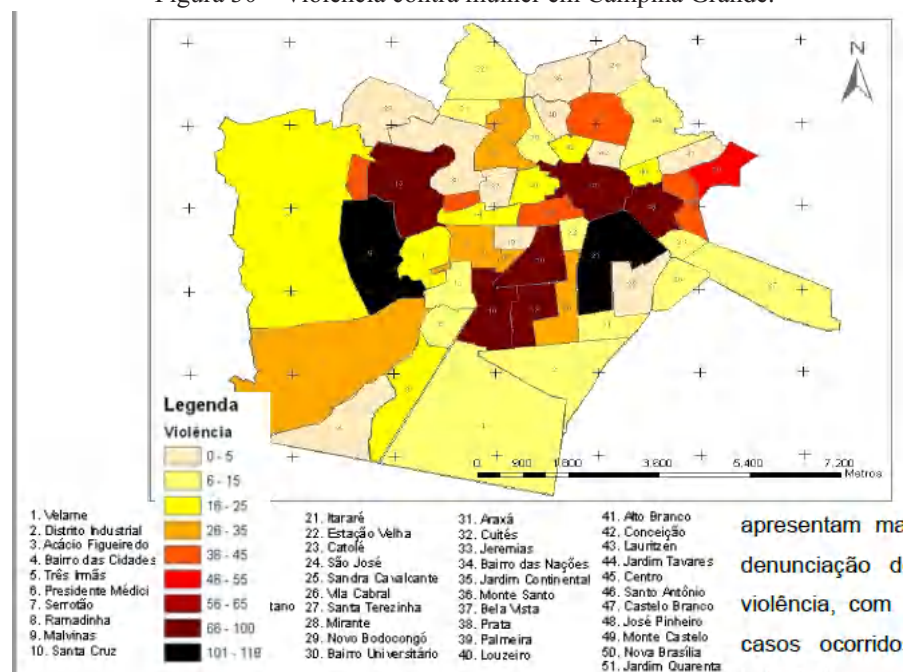 Figura 30 – Violência contra mulher em Campina Grande.
N
Legenda
Violência
0 - 5
6 - 15
16 - 25
26 - 35
36 - 45
46 - 55
56 - 65
66 - 100
101 - 118
0 900 1.800 3.600 5.400 7.200
Metros
1. Velame
2. Distrito Industrial
3. Acácio Figueiredo
4. Bairro das Cidades
5. Três Irmãs
6. Presidente Médici
7. Serrotão
8. Ramadinha
9. Malvinas
10. Santa Cruz
tano
21. Itararé
22. Estação Velha
23. Catolé
24. São José
25. Sandra Cavalcante
26. Vila Cabral
27. Santa Terezinha
28. Mirante
29. Novo Bodocongó
30. Bairro Universitário
31. Araxá
32. Cuités
33. Jeremias
34. Bairro das Nações
35. Jardim Continental
36. Monte Santo
37. Bela Vista
38. Prata
39. Palmeira
40. Louzeiro
41. Alto Branco
42. Conceição
43. Lauritzen
44. Jardim Tavares
45. Centro
46. Santo Antônio
47. Castelo Branco
48. José Pinheiro
49. Monte Castelo
50. Nova Brasília
51. Jardim Quarenta
apresentam ma
denunciação d
violência, com
casos ocorrido